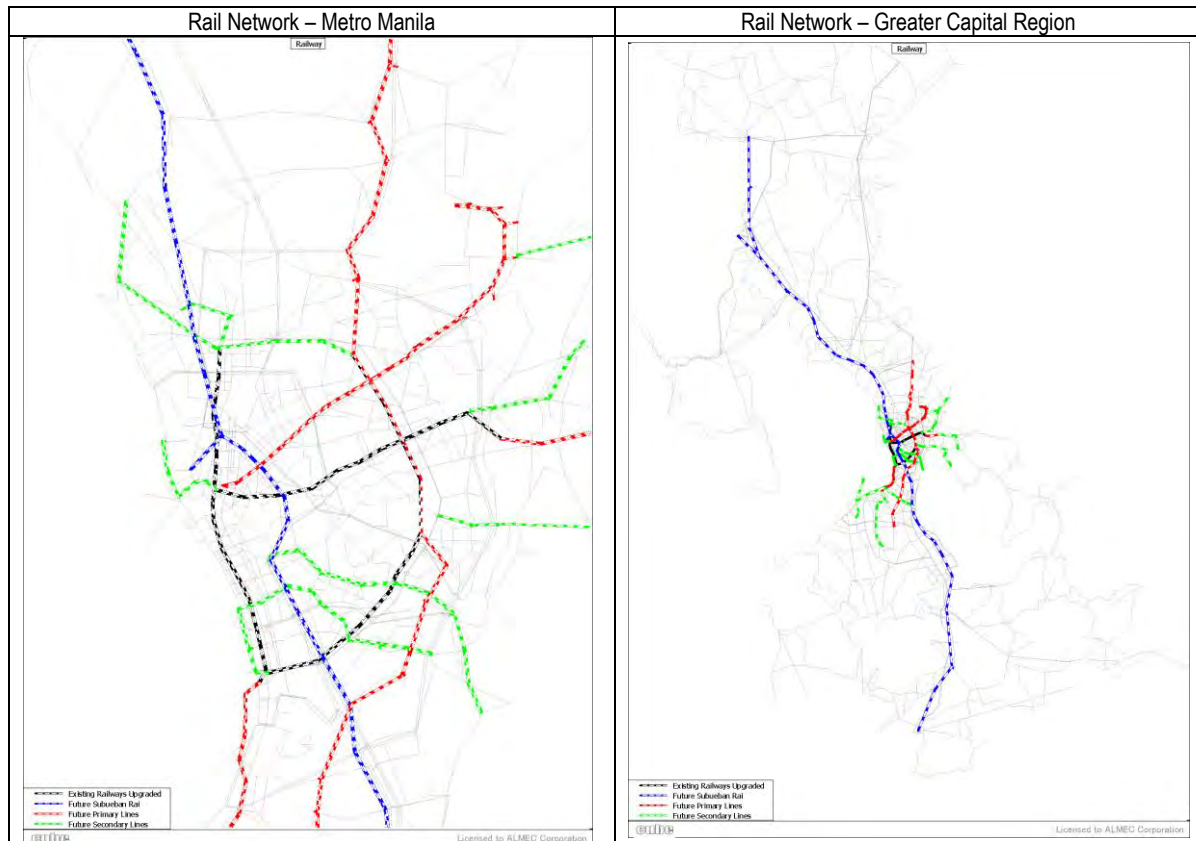 Rail Network – Metro Manila
Rail Network – Greater Capital Region
Railway
Railway
Existing Railways Upgraded
Future Subueban Rai
Future Primary Lines
Future Secondary Lines
Licensed to ALMEC Corporation
Existing Railways Upgraded
Future Subueban Rai
Future Primary Lines
Future Secondary Lines
Licensed to ALMEC Corporation